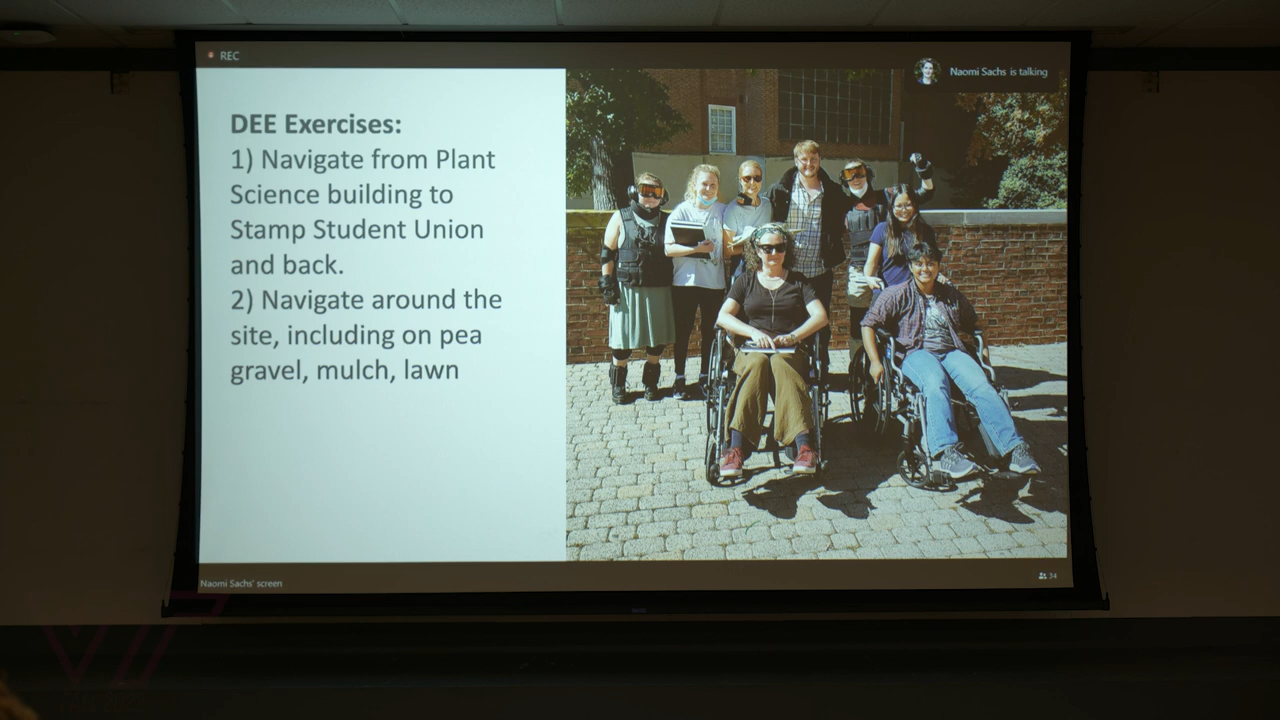 REC
Naomi Sachs is talking
DEE Exercises:
1) Navigate from Plant
Science building to
Stamp Student Union
and back.
2) Navigate around the
site, including on pea
gravel, mulch, lawn
Naomi Sachs' screen
34